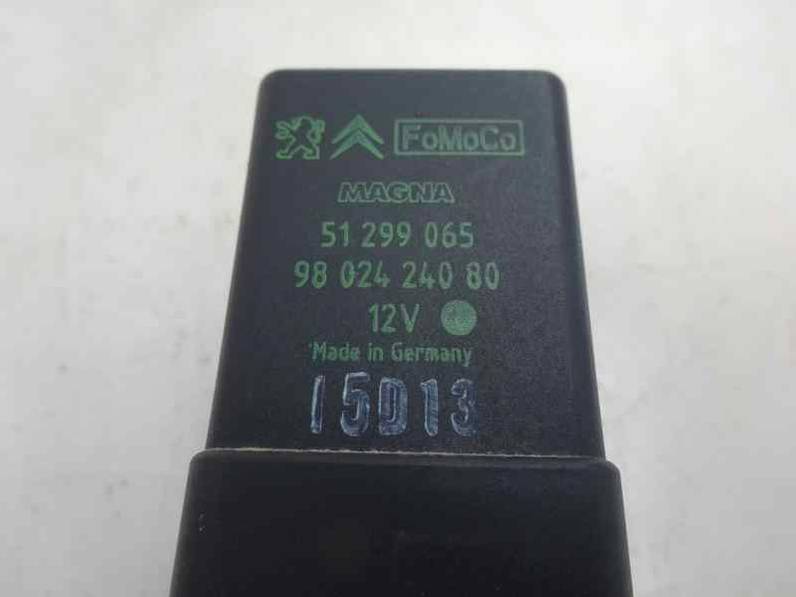 FoMoCo
MAGNA
51 299 065
98 024 240 80
12V
Made in Germany
15D13